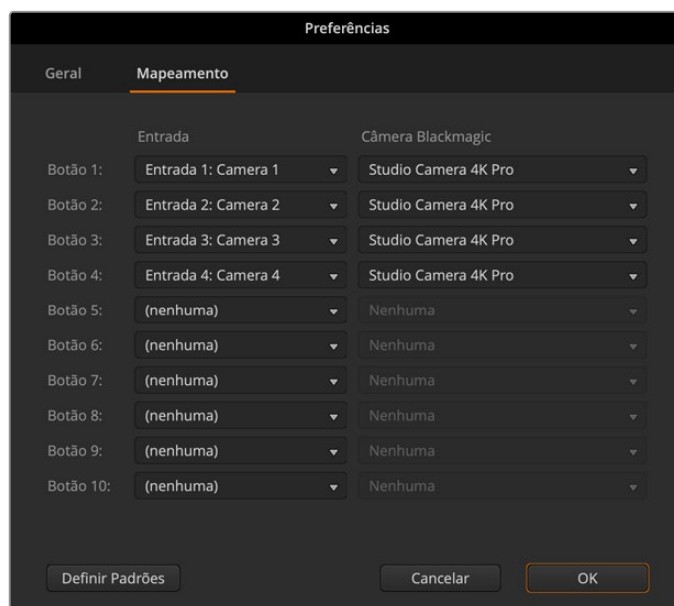 Preferências
Geral Mapeamento
Entrada Câmera Blackmagic
Botão 1: Entrada 1: Camera 1 Studio Camera 4K Pro
Botão 2: Entrada 2: Camera 2 Studio Camera 4K Pro
Botão 3: Entrada 3: Camera 3 Studio Camera 4K Pro
Botão 4: Entrada 4: Camera 4 Studio Camera 4K Pro
Botão 5: (nenhuma) Nenhuma
Botão 6: (nenhuma) Nenhuma
Botão 7: (nenhuma) Nenhuma
Botão 8: (nenhuma) Nenhuma
Botão 9: (nenhuma) Nenhuma
Botão 10: (nenhuma) Nenhuma
Definir Padrões Cancelar OK